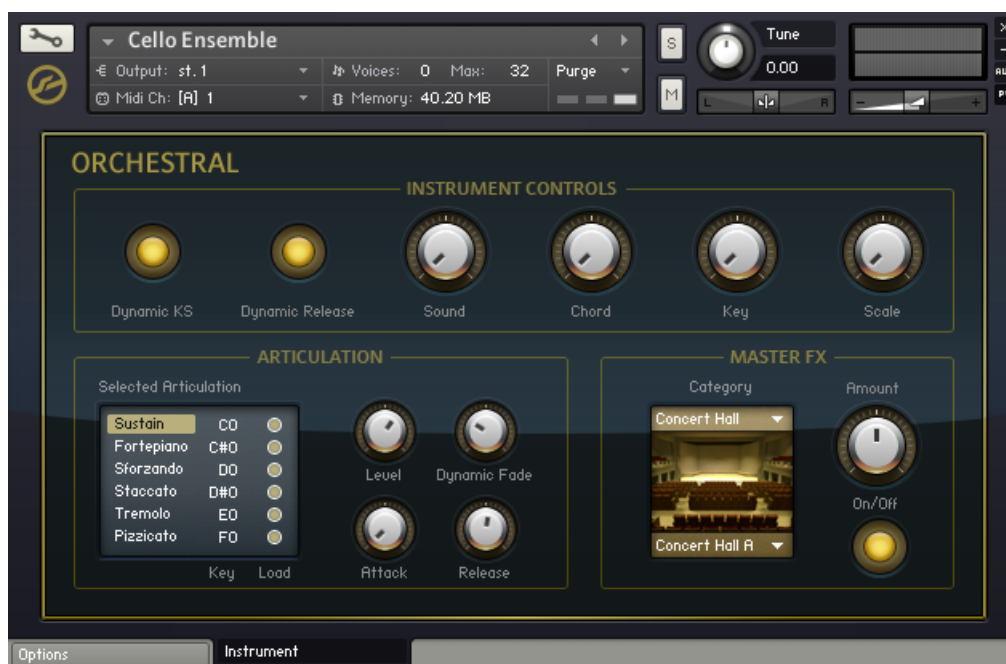 Cello Ensemble
Output: st.1
Voices: 0 Max: 32
Purge
Midi Ch: [A] 1
Memory: 40.20 MB
S
M
Tune
0.00
L R
- +
ORCHESTRAL
INSTRUMENT CONTROLS
Dynamic KS
Dynamic Release
Sound
Chord
Key
Scale
ARTICULATION
Selected Articulation
Sustain C0
Fortepiano C#0
Sforzando D0
Staccato D#0
Tremolo E0
Pizzicato F0
Key Load
Level
Dynamic Fade
Attack
Release
MASTER FX
Category
Concert Hall
Concert Hall A
Amount
On/Off
Options
Instrument